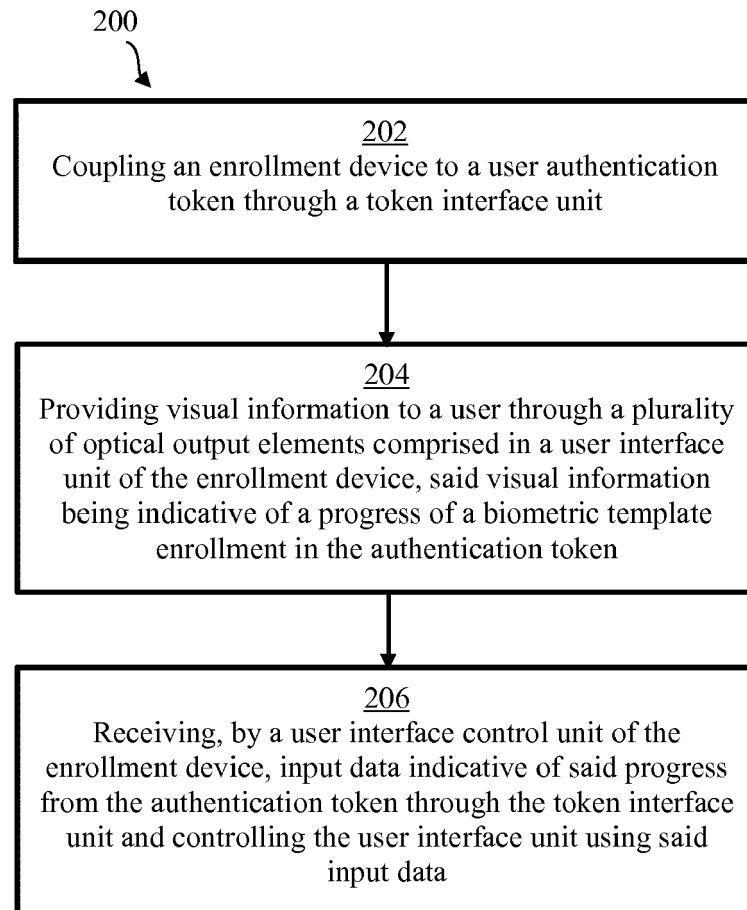 200
202
Coupling an enrollment device to a user authentication
token through a token interface unit
204
Providing visual information to a user through a plurality
of optical output elements comprised in a user interface
unit of the enrollment device, said visual information
being indicative of a progress of a biometric template
enrollment in the authentication token
206
Receiving, by a user interface control unit of the
enrollment device, input data indicative of said progress
from the authentication token through the token interface
unit and controlling the user interface unit using said
input data